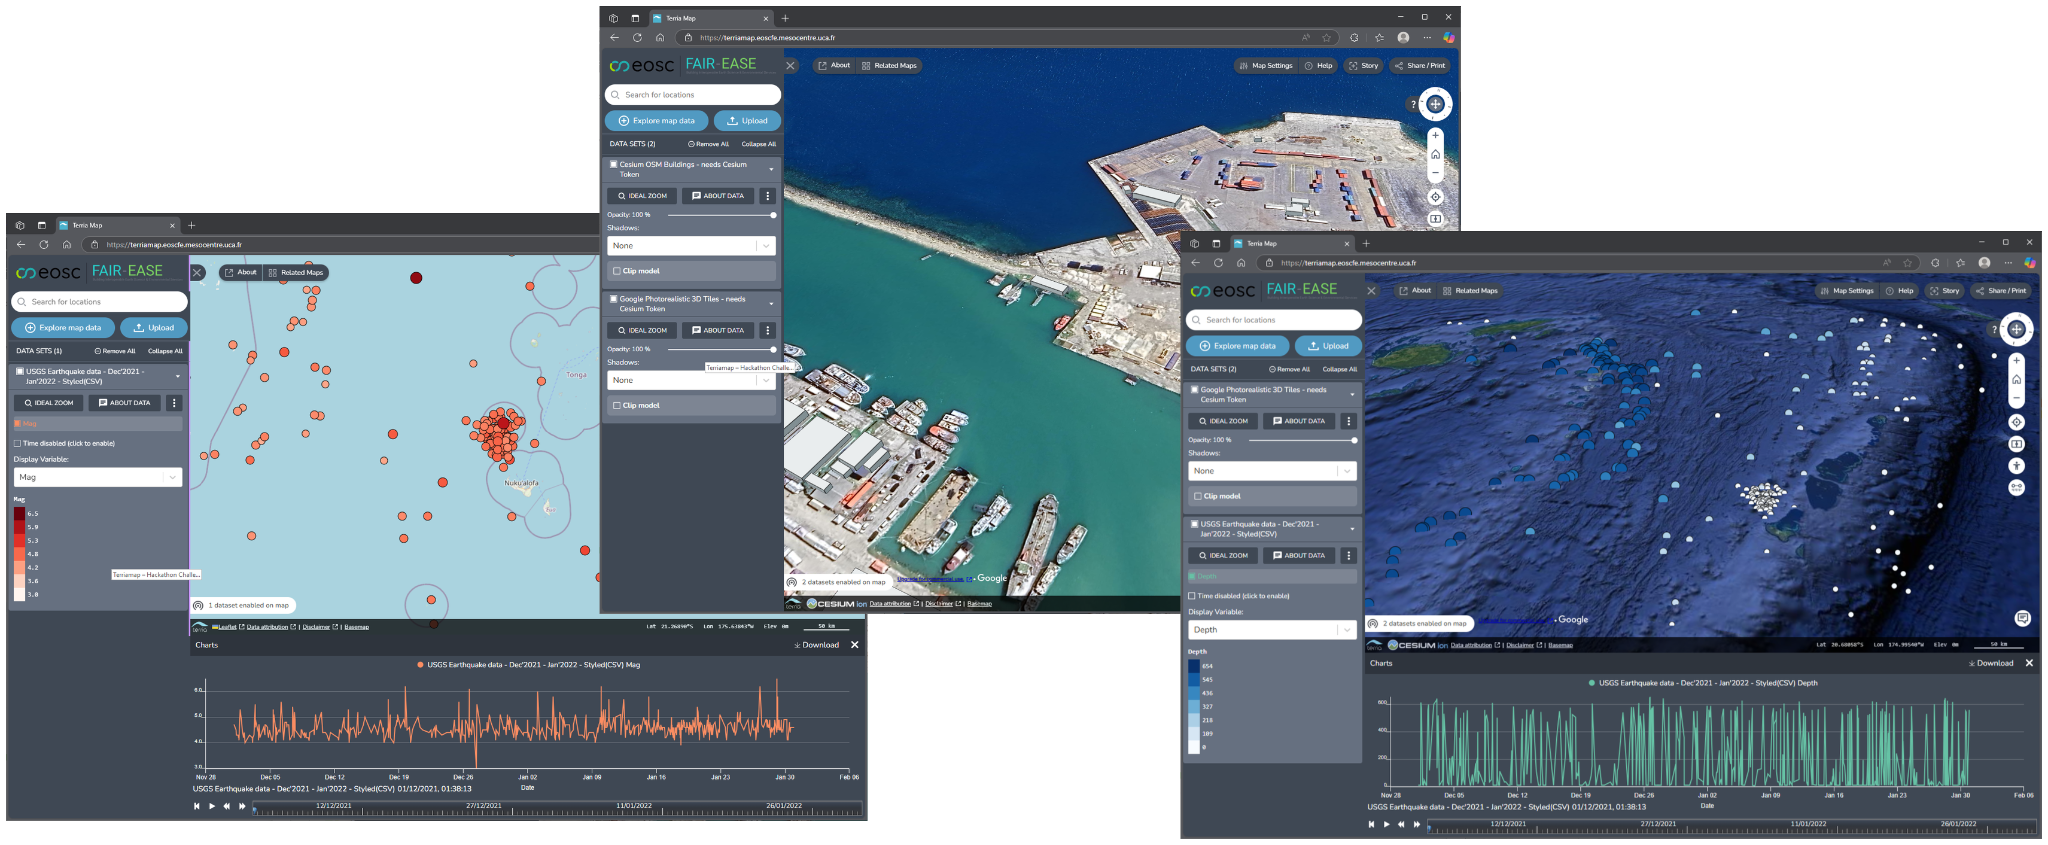 Terria Map
https://terriamap.eoscfe.mesocentre.uca.fr
eosc FAIR-EASE
Search for locations
Explore map data
Upload
DATA SETS (1)
Remove All
Collapse All
USGS Earthquake data - Dec'2021 -
Jan'2022 - Styled(CSV)
IDEAL ZOOM
ABOUT DATA
Mag
Time disabled (click to enable)
Display Variable:
Mag
Mag
6.5
5.9
5.3
4.8
4.2
3.6
3.0
Terriamap – Hackathon Challe...
About
Related Maps
Tonga
Nukuʻalofa
1 dataset enabled on map
terria
Leaflet
Data attribution
| Disclaimer
| Basemap
Lat 21.26890°S
Lon 175.63843°W
Elev 0m
50 km
Charts
Download
USGS Earthquake data - Dec'2021 - Jan'2022 - Styled(CSV) Mag
6.0
5.0
4.0
3.0
Nov 28
Dec 05
Dec 12
Dec 19
Dec 26
Jan 02
Jan 09
Jan 16
Jan 23
Jan 30
Feb 06
Date
USGS Earthquake data - Dec'2021 - Jan'2022 - Styled(CSV) 01/12/2021, 01:38:13
12/12/2021
27/12/2021
11/01/2022
26/01/2022
Terria Map
https://terriamap.eoscfe.mesocentre.uca.fr
eosc FAIR-EASE
Search for locations
Explore map data
Upload
DATA SETS (2)
Remove All
Collapse All
Cesium OSM Buildings - needs Cesium
Token
IDEAL ZOOM
ABOUT DATA
Opacity: 100 %
Shadows:
None
Clip model
Google Photorealistic 3D Tiles - needs
Cesium Token
IDEAL ZOOM
ABOUT DATA
Opacity: 100 %
Shadows:
Terriamap – Hackathon Challe...
None
Clip model
About
Related Maps
Map Settings
Help
Story
Share / Print
?
2 datasets enabled on map
Upgrade for commercial use.
Google
terria
CESIUM ion
Data attribution
| Disclaimer
| Basemap
Terria Map
https://terriamap.eoscfe.mesocentre.uca.fr
eosc FAIR-EASE
Search for locations
Explore map data
Upload
DATA SETS (2)
Remove All
Collapse All
Google Photorealistic 3D Tiles - needs
Cesium Token
IDEAL ZOOM
ABOUT DATA
Opacity: 100 %
Shadows:
None
Clip model
USGS Earthquake data - Dec'2021 -
Jan'2022 - Styled(CSV)
IDEAL ZOOM
ABOUT DATA
Depth
Time disabled (click to enable)
Display Variable:
Depth
Depth
654
545
436
327
218
109
0
About
Related Maps
Map Settings
Help
Story
Share / Print
?
2 datasets enabled on map
Google
terria
CESIUM ion
Data attribution
| Disclaimer
| Basemap
Elev 0m
50 km
Charts
Download
USGS Earthquake data - Dec'2021 - Jan'2022 - Styled(CSV) Depth
600
400
200
0
Nov 28
Dec 05
Dec 12
Dec 19
Dec 26
Jan 02
Jan 09
Jan 16
Jan 23
Jan 30
Feb 06
Date
USGS Earthquake data - Dec'2021 - Jan'2022 - Styled(CSV) 01/12/2021, 01:38:13
12/12/2021
27/12/2021
11/01/2022
26/01/2022